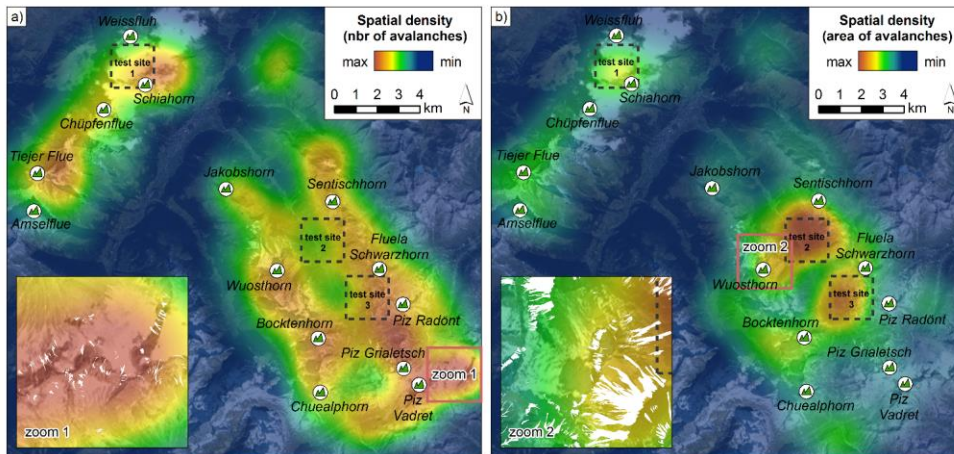 a)
Spatial density
(nbr of avalanches)
max min
0 1 2 3 4
km
N
Weissfluh
test site
1
Schiahorn
Chüpfenflue
Tiejer Flue
Amselflue
Jakobshorn
Sentischhorn
test site
2
Fluela
Schwarzhorn
Wuosthorn
test site
3
Bocktenhorn
Piz Radönt
Piz Grialetsch
zoom 1
Piz
Vadret
Chuealphorn
zoom 1
b)
Spatial density
(area of avalanches)
max min
0 1 2 3 4
km
N
Weissfluh
test site
1
Schiahorn
Chüpfenflue
Tiejer Flue
Amselflue
Jakobshorn
Sentischhorn
test site
2
zoom 2
Fluela
Schwarzhorn
Wuosthorn
test site
3
Bocktenhorn
Piz Radönt
Piz Grialetsch
Piz
Vadret
Chuealphorn
zoom 2